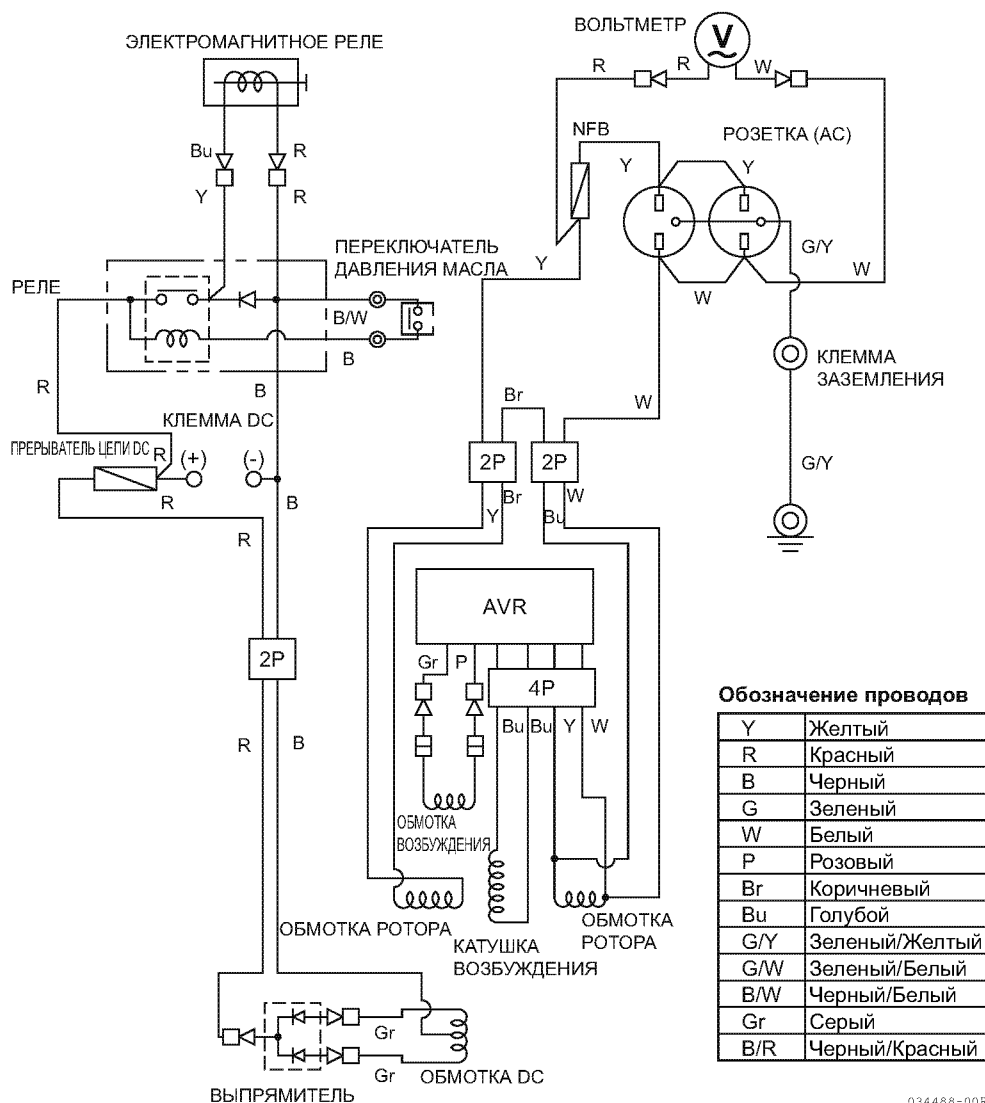 ВОЛЬТМЕТР
V
ЭЛЕКТРОМАГНИТНОЕ РЕЛЕ
R
R
W
NFB
РОЗЕТКА (AC)
Bu
R
Y
Y
Y
R
ПЕРЕКЛЮЧАТЕЛЬ
ДАВЛЕНИЯ МАСЛА
G/Y
Y
W
РЕЛЕ
W
B/W
B
КЛЕММА
ЗАЗЕМЛЕНИЯ
R
B
Br
W
КЛЕММА DC
ПРЕРЫВАТЕЛЬ ЦЕПИ DC
R
(+)
(-)
2P
2P
G/Y
R
B
Br
W
Y
Bu
R
AVR
2P
Gr
P
4P
Bu
Bu
Y
W
R
B
ОБМОТКА
ВОЗБУЖДЕНИЯ
ОБМОТКА РОТОРА
ОБМОТКА
РОТОРА
КАТУШКА
ВОЗБУЖДЕНИЯ
Gr
Gr
ОБМОТКА DC
ВЫПРЯМИТЕЛЬ
Обозначение проводов
Y Желтый
R Красный
B Черный
G Зеленый
W Белый
P Розовый
Br Коричневый
Bu Голубой
G/Y Зеленый/Желтый
G/W Зеленый/Белый
B/W Черный/Белый
Gr Серый
B/R Черный/Красный